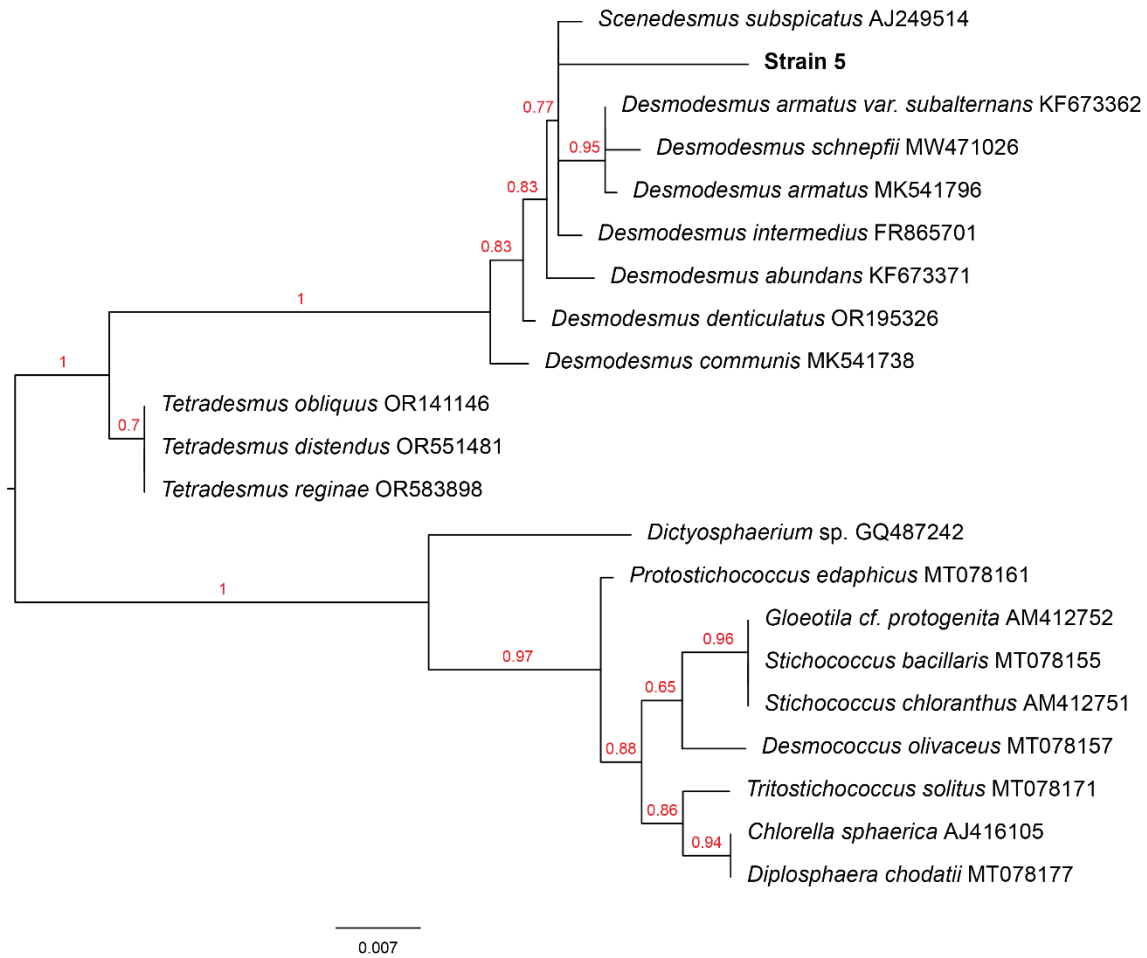 Scenedesmus subspicatus AJ249514
Strain 5
0.77
Desmodesmus armatus var. subalternans KF673362
0.95
Desmodesmus schnepfii MW471026
0.83
Desmodesmus armatus MK541796
0.83
Desmodesmus intermedius FR865701
Desmodesmus abundans KF673371
1
Desmodesmus denticulatus OR195326
1
Desmodesmus communis MK541738
Tetradesmus obliquus OR141146
0.7
Tetradesmus distendus OR551481
Tetradesmus reginae OR583898
Dictyosphaerium sp. GQ487242
1
Protostichococcus edaphicus MT078161
Gloeotila cf. protogenita AM412752
0.96
0.97
Stichococcus bacillaris MT078155
0.65
Stichococcus chloranthus AM412751
0.88
Desmococcus olivaceus MT078157
Tritostichococcus solitus MT078171
0.86
Chlorella sphaerica AJ416105
0.94
Diplosphaera chodatii MT078177
0.007